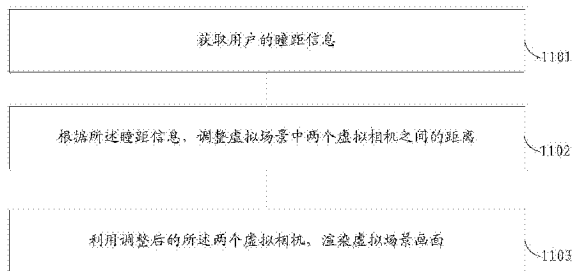 获取用户的瞳距信息
1101
根据所述瞳距信息，调整虚拟场景中两个虚拟相机之间的距离
1102
利用调整后的所述两个虚拟相机，渲染虚拟场景画面
1103